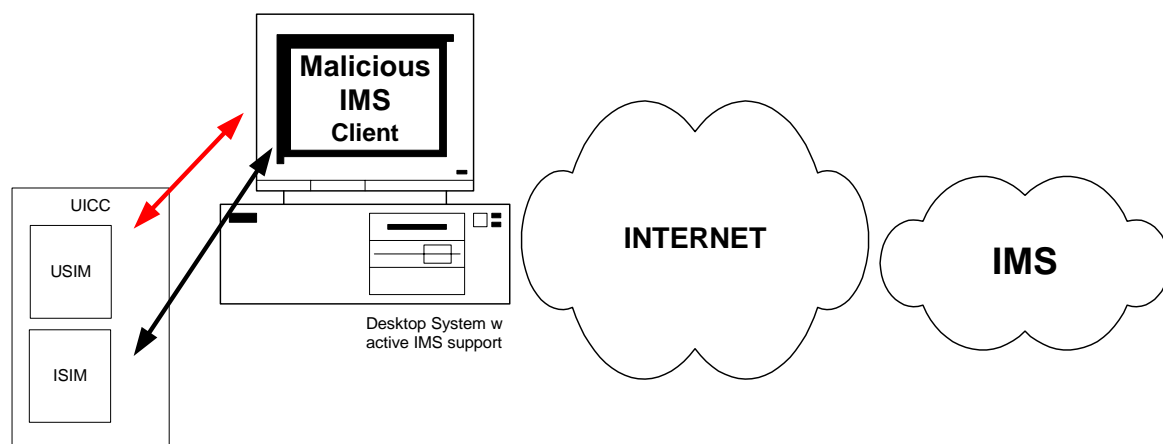 Malicious
IMS
Client
UICC
USIM
ISIM
Desktop System w
active IMS support
INTERNET
IMS